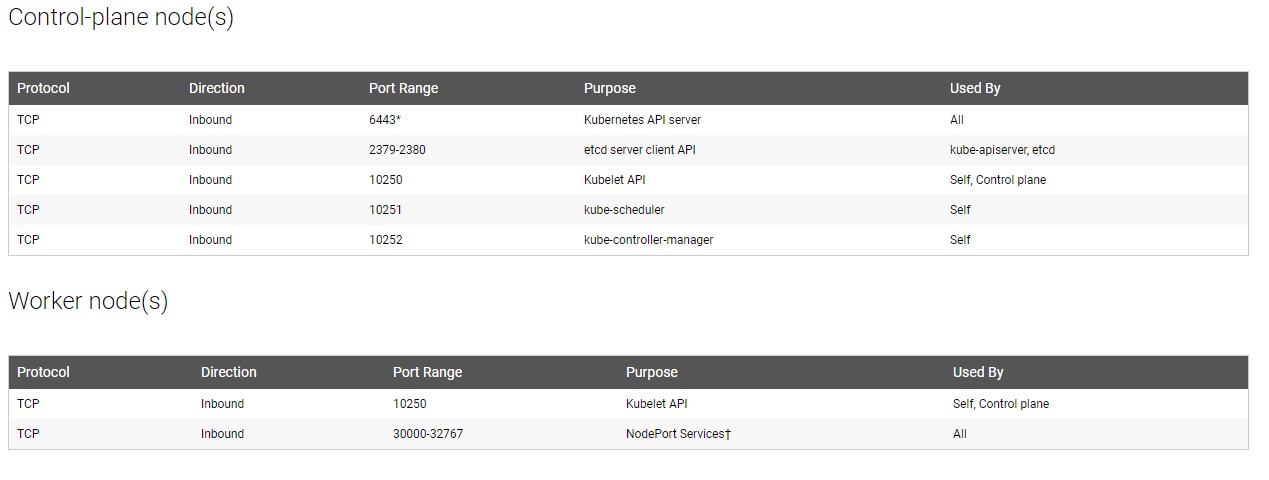 Control-plane node(s)
Protocol Direction Port Range Purpose Used By
TCP Inbound 6443* Kubernetes API server All
TCP Inbound 2379-2380 etcd server client API kube-apiserver, etcd
TCP Inbound 10250 Kubelet API Self, Control plane
TCP Inbound 10251 kube-scheduler Self
TCP Inbound 10252 kube-controller-manager Self
Worker node(s)
Protocol Direction Port Range Purpose Used By
TCP Inbound 10250 Kubelet API Self, Control plane
TCP Inbound 30000-32767 NodePort Services† All